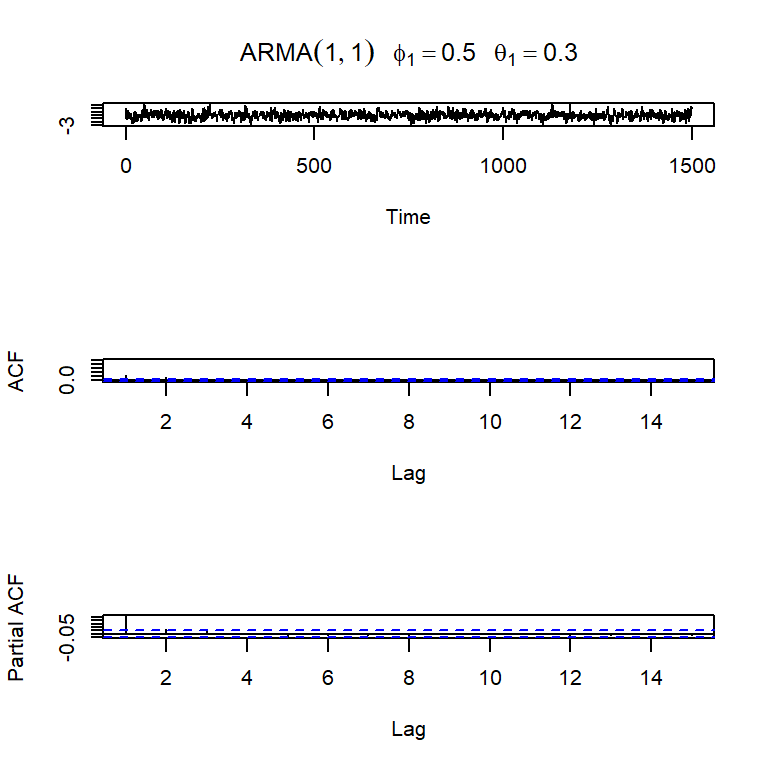 ARMA(1, 1) ϕ₁ = 0.5 θ₁ = 0.3
-3
0 500 1000 1500
Time
ACF
0.0
2 4 6 8 10 12 14
Lag
Partial ACF
-0.05
2 4 6 8 10 12 14
Lag